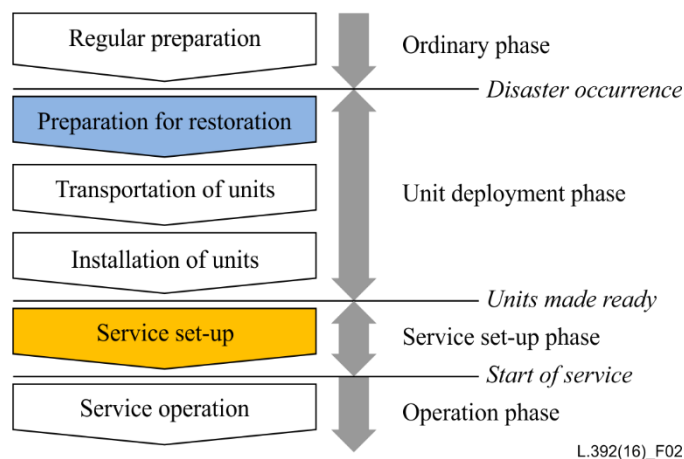 Regular preparation
Ordinary phase
Disaster occurrence
Preparation for restoration
Transportation of units
Unit deployment phase
Installation of units
Units made ready
Service set-up
Service set-up phase
Start of service
Service operation
Operation phase
L.392(16)_F02